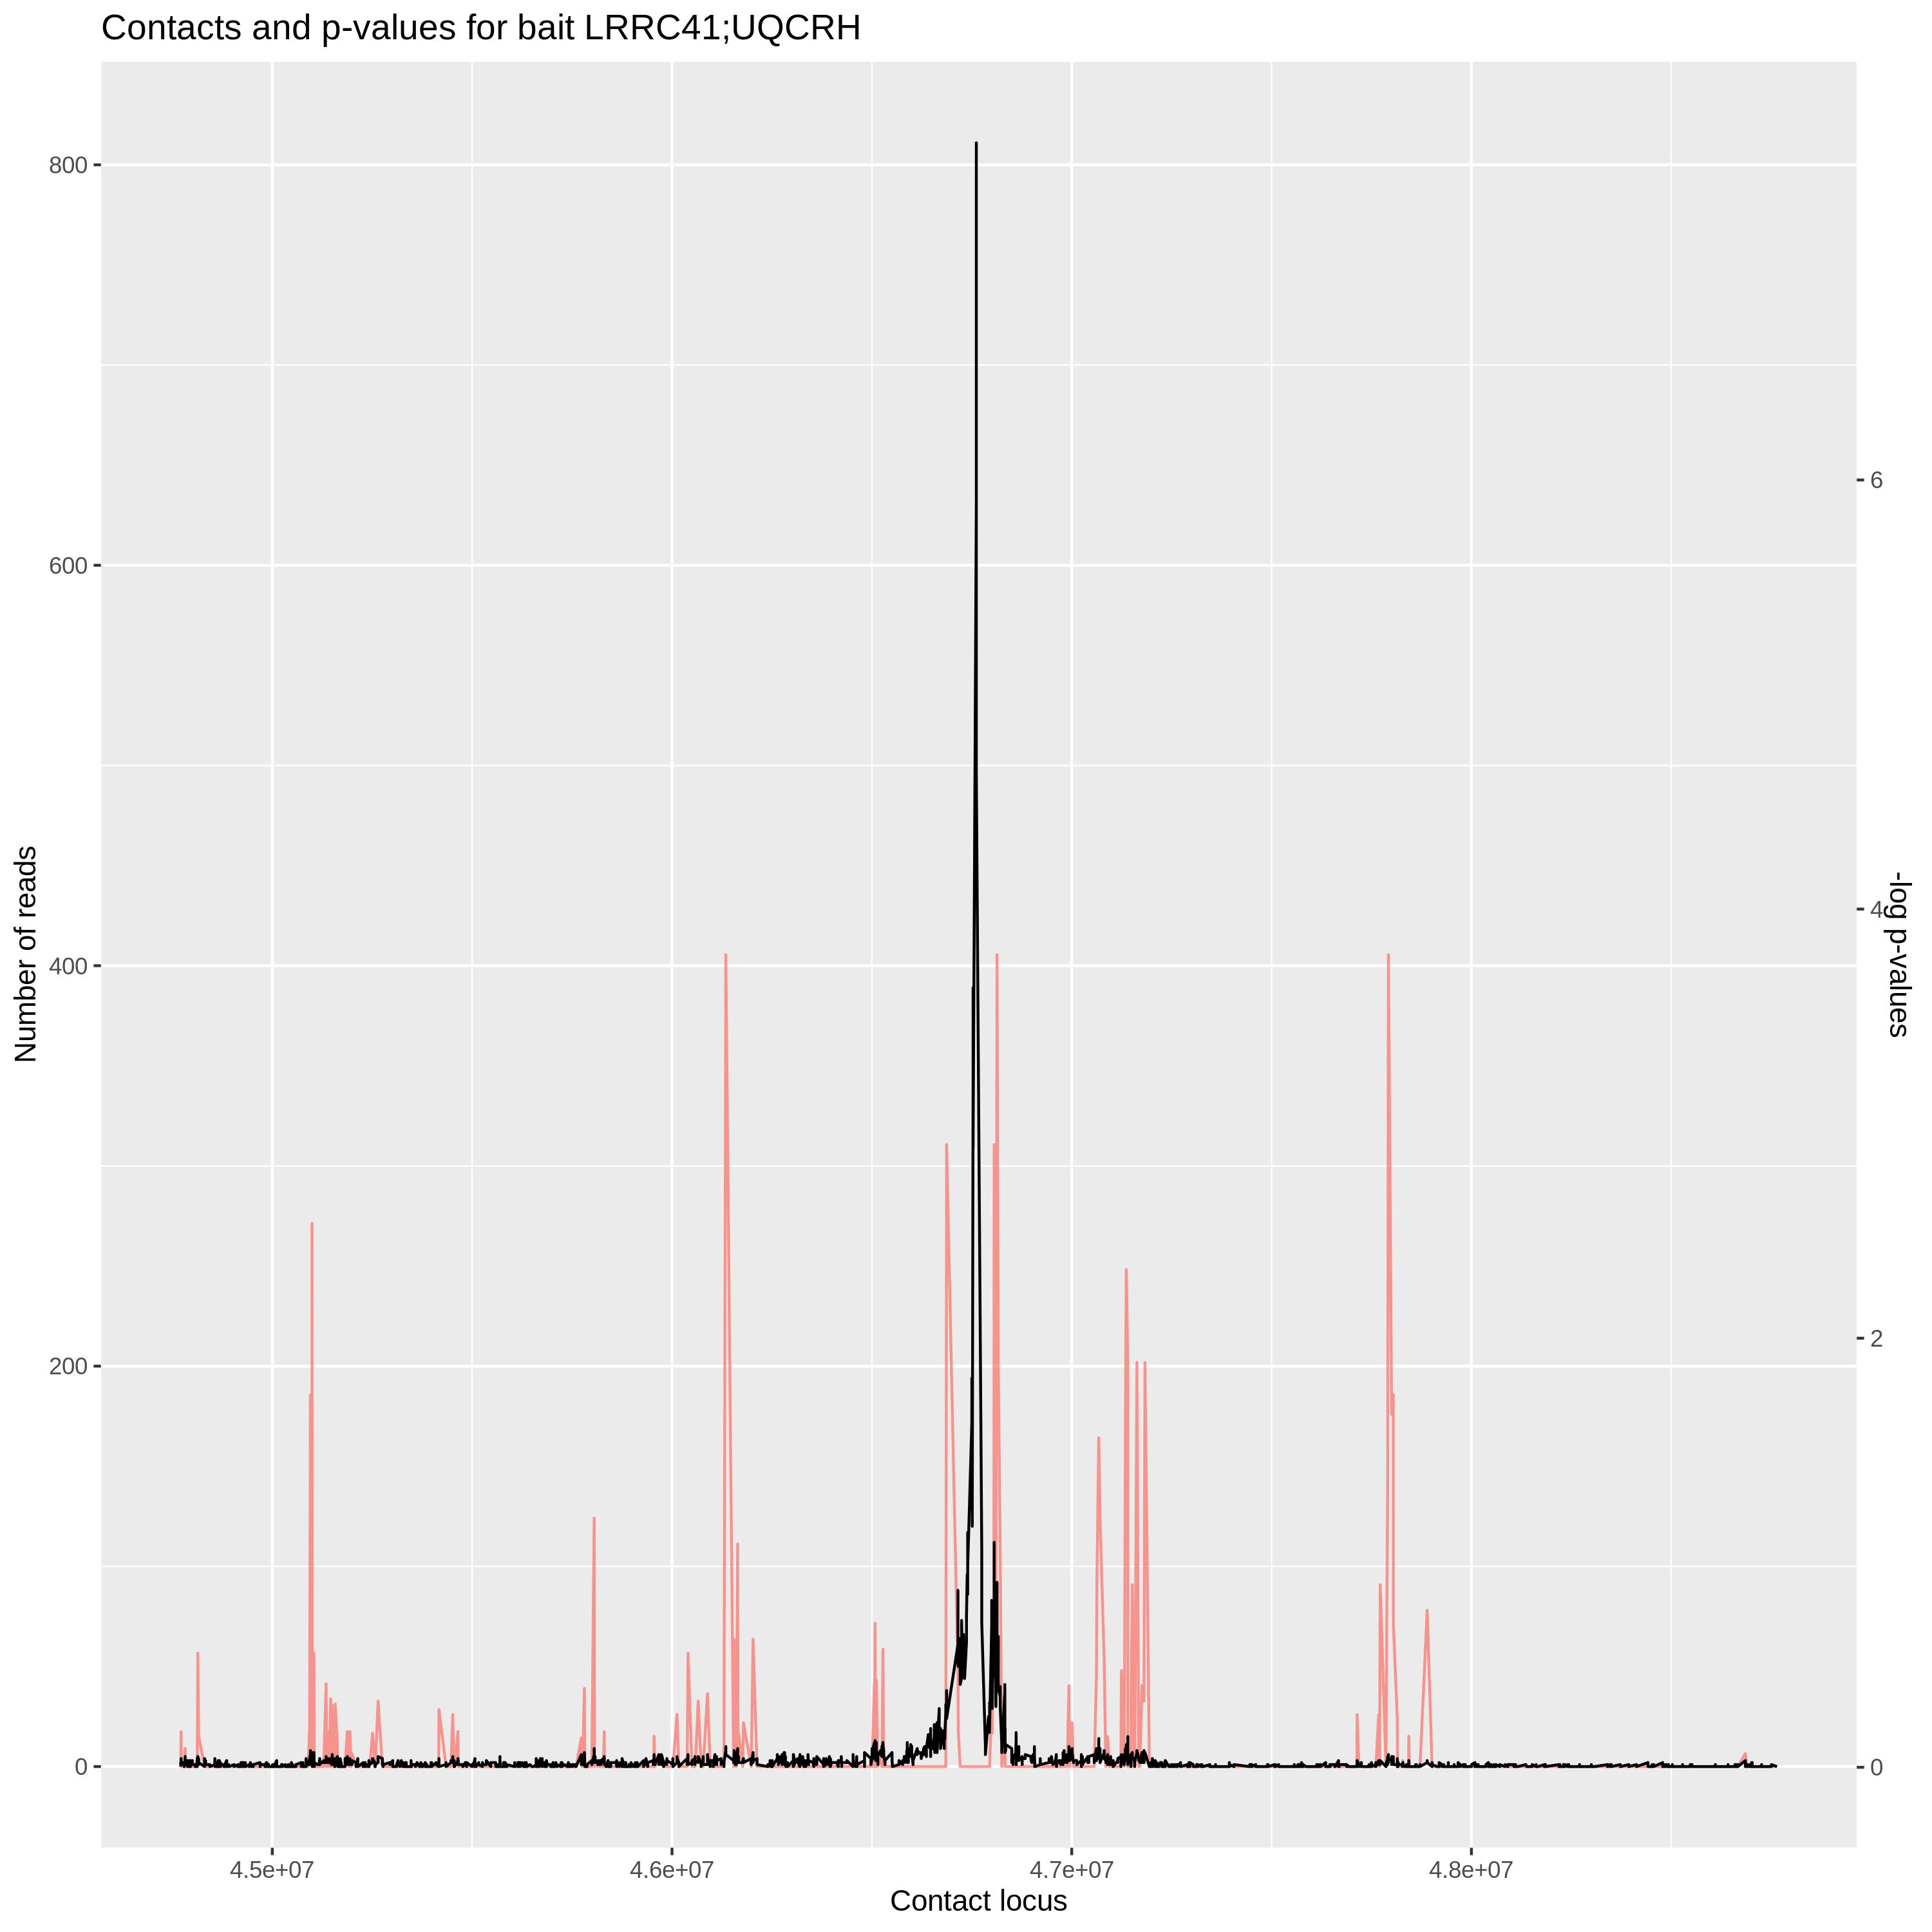 Contacts and p-values for bait LRRC41;UQCRH
800
600
400
200
0
Number of reads
6
4
2
0
-log p-values
4.5e+07
4.6e+07
4.7e+07
4.8e+07
Contact locus